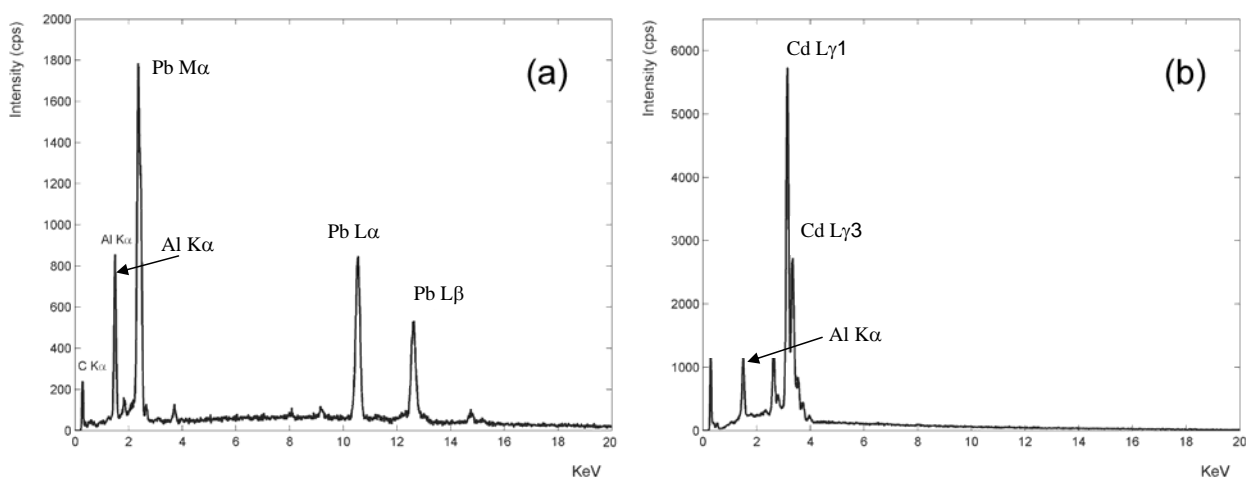 2000
1800
1600
1400
1200
1000
800
600
400
200
0
Intensity (cps)
Pb Mα
(a)
Al Kα
Al Kα
Pb Lα
Pb Lβ
C Kα
0 2 4 6 8 10 12 14 16 18 20
KeV
6000
5000
4000
3000
2000
1000
0
Intensity (cps)
Cd Lγ1
(b)
Cd Lγ3
Al Kα
0 2 4 6 8 10 12 14 16 18 20
KeV